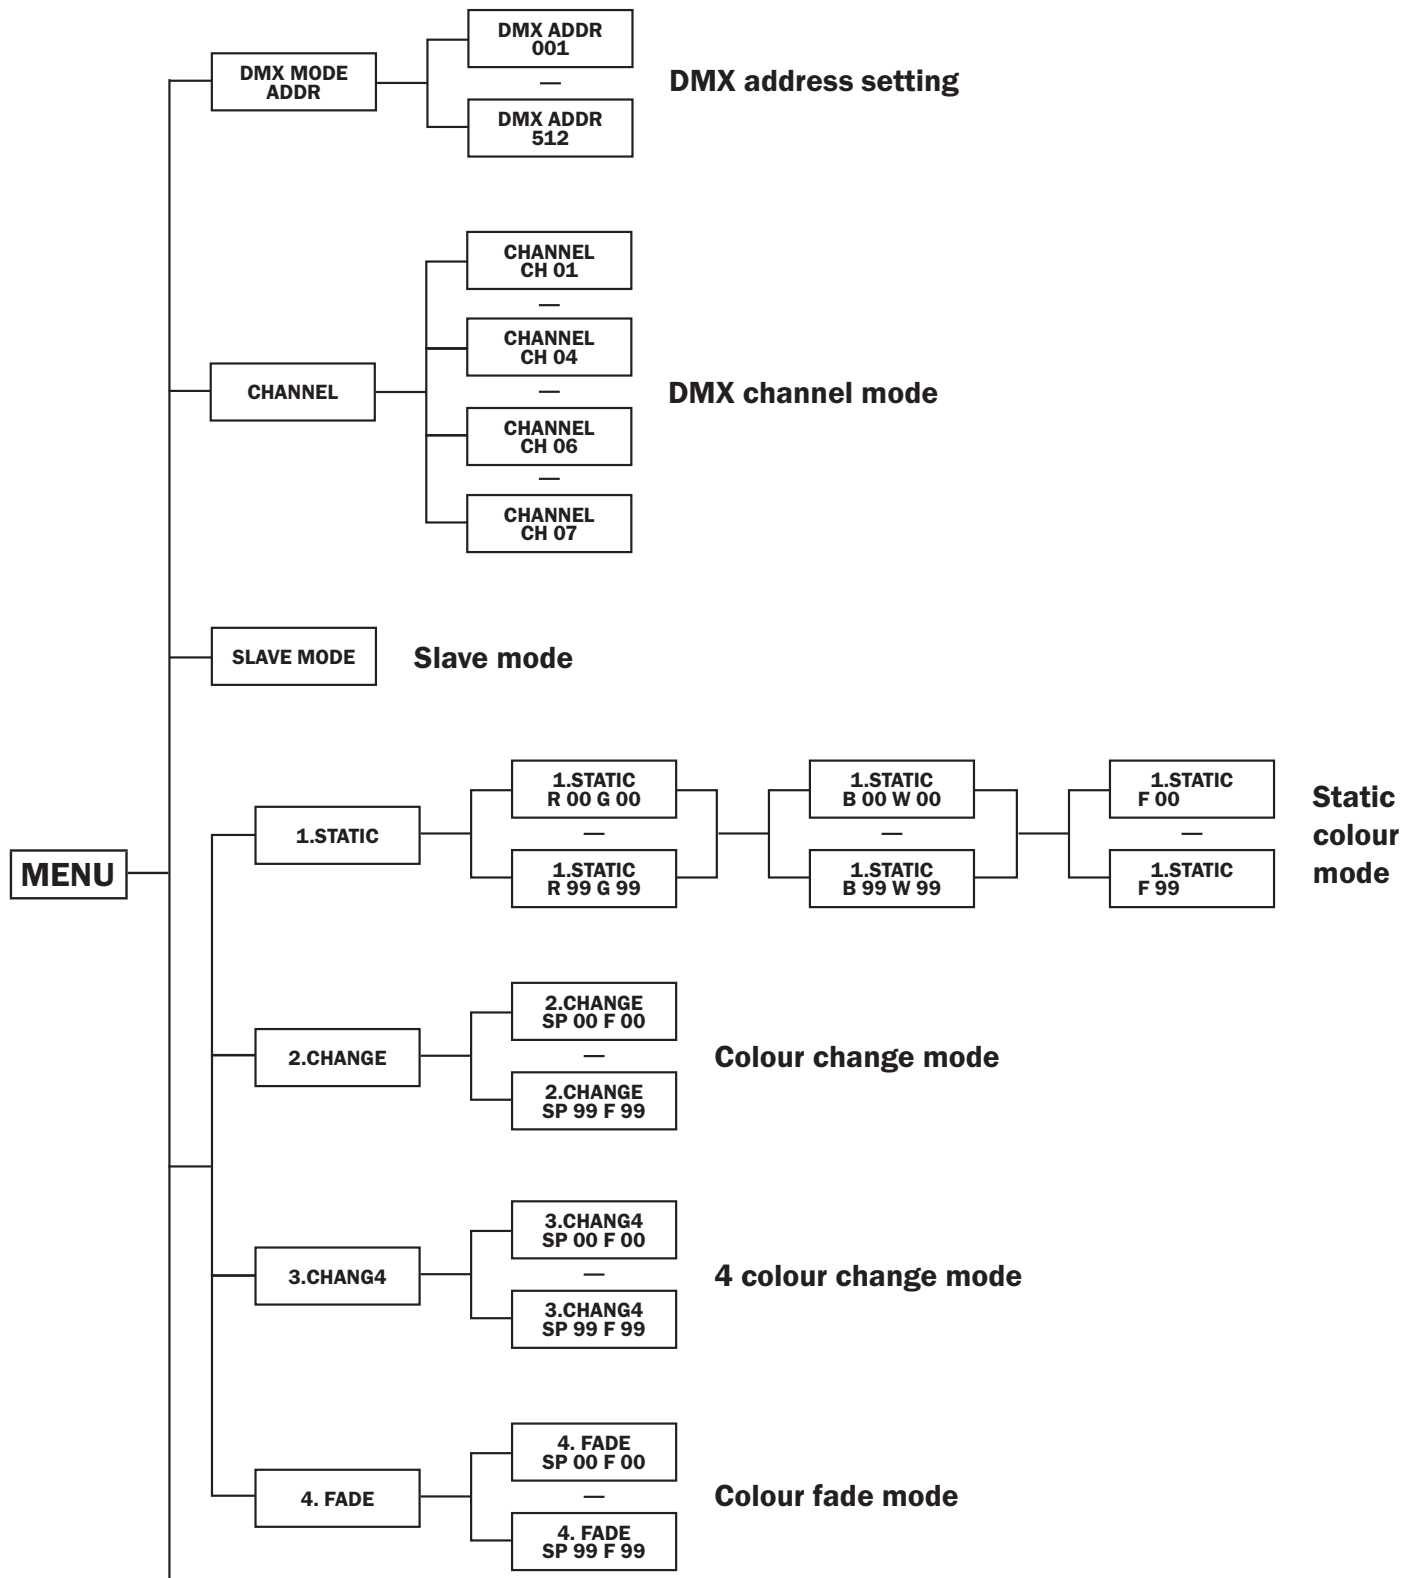 DMX MODE
ADDR
DMX ADDR
001
—
DMX ADDR
512
DMX address setting
CHANNEL
CHANNEL
CH 01
—
CHANNEL
CH 04
—
CHANNEL
CH 06
—
CHANNEL
CH 07
DMX channel mode
SLAVE MODE
Slave mode
MENU
1.STATIC
1.STATIC
R 00 G 00
—
1.STATIC
R 99 G 99
1.STATIC
B 00 W 00
—
1.STATIC
B 99 W 99
1.STATIC
F 00
—
1.STATIC
F 99
Static
colour
mode
2.CHANGE
2.CHANGE
SP 00 F 00
—
2.CHANGE
SP 99 F 99
Colour change mode
3.CHANG4
3.CHANG4
SP 00 F 00
—
3.CHANG4
SP 99 F 99
4 colour change mode
4. FADE
4. FADE
SP 00 F 00
—
4. FADE
SP 99 F 99
Colour fade mode